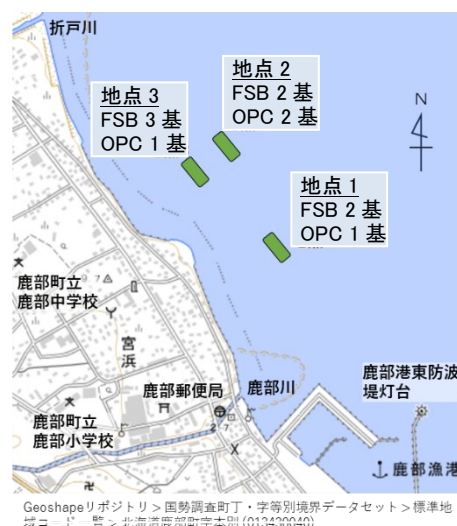 折戸川
地点 2
FSB 2 基
OPC 2 基
地点 3
FSB 3 基
OPC 1 基
N
地点 1
FSB 2 基
OPC 1 基
鹿部町立
鹿部中学校
宮浜
鹿部郵便局
鹿部川
鹿部港東防波
堤灯台
鹿部町立
鹿部小学校
鹿部漁港
Geoshapeリポジトリ > 国勢調査町丁・字等別境界データセット > 標準地